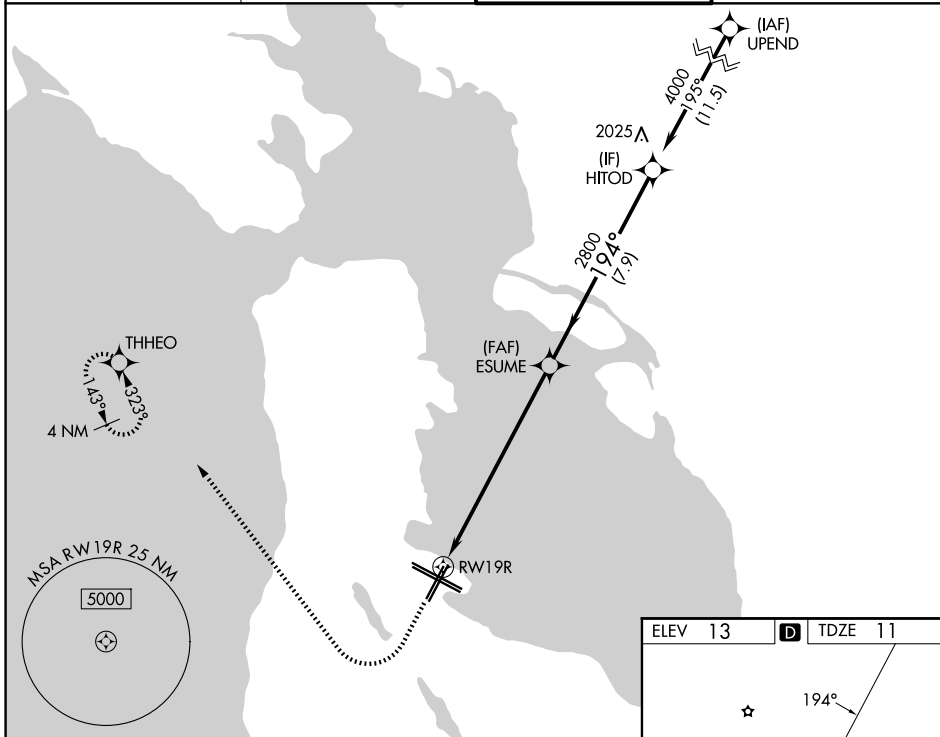 (IAF)
UPEND
4000
195°
(11.5)
2025
(IF)
HITOD
2800
194°
(7.9)
(FAF)
ESUME
THHEO
143°
323°
4 NM
RW19R
MSA RW19R 25 NM
5000
ELEV 13
D
TDZE 11
194°